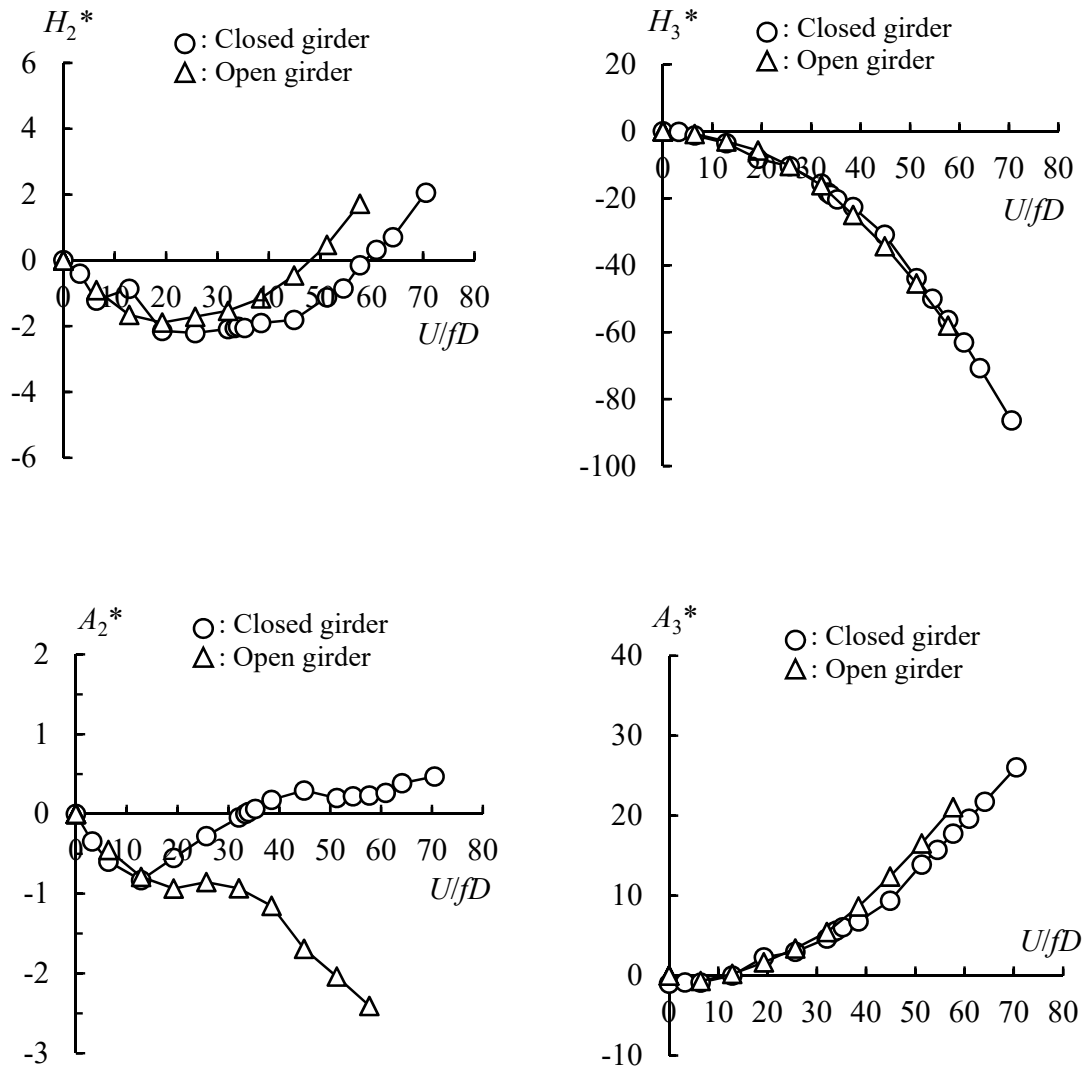 H2*
○: Closed girder
△: Open girder
6
4
2
0
-2
-4
-6
0 10 20 30 40 50 60 70 80
U/fD
H3*
○: Closed girder
△: Open girder
20
0
-20
-40
-60
-80
-100
0 10 20 30 40 50 60 70 80
U/fD
A2*
○: Closed girder
△: Open girder
2
1
0
-1
-2
-3
0 10 20 30 40 50 60 70 80
U/fD
A3*
○: Closed girder
△: Open girder
40
30
20
10
0
-10
0 10 20 30 40 50 60 70 80
U/fD